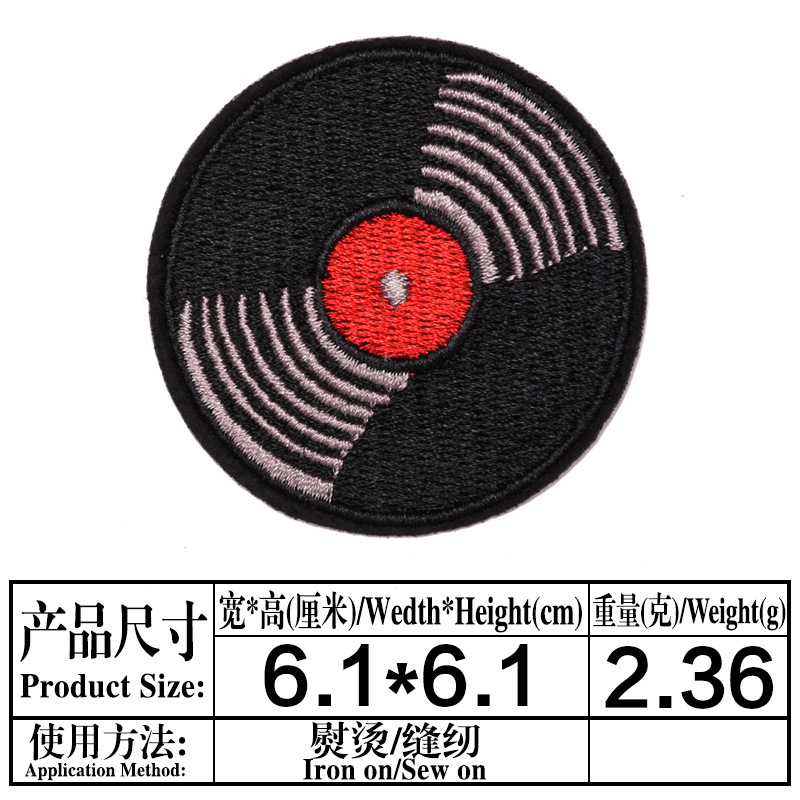 产品尺寸
Product Size:
宽*高(厘米)/Wedth*Height(cm)
重量(克)/Weight(g)
6.1*6.1
2.36
使用方法:
Application Method:
熨烫/缝纫
Iron on/Sew on